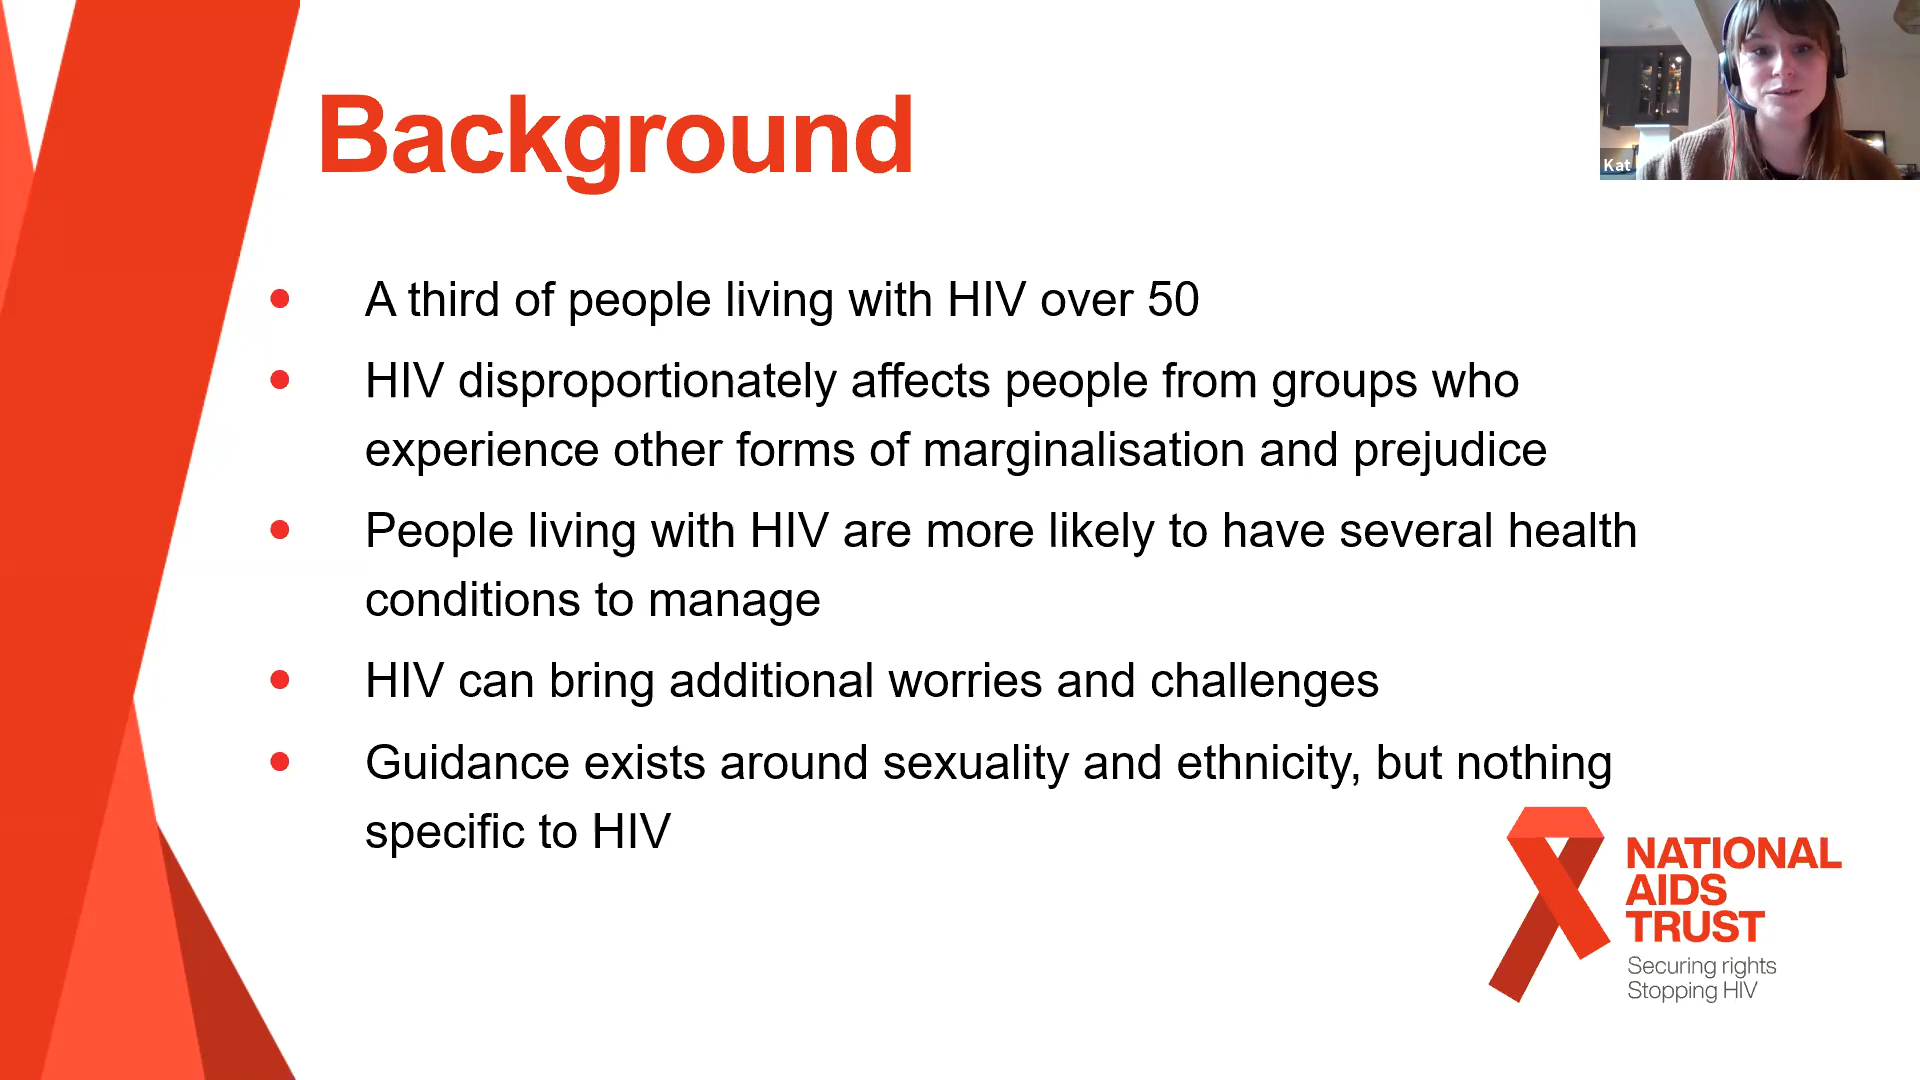 Background
Kat
A third of people living with HIV over 50
HIV disproportionately affects people from groups who
experience other forms of marginalisation and prejudice
People living with HIV are more likely to have several health
conditions to manage
HIV can bring additional worries and challenges
Guidance exists around sexuality and ethnicity, but nothing
specific to HIV
NATIONAL
AIDS
TRUST
Securing rights
Stopping HIV